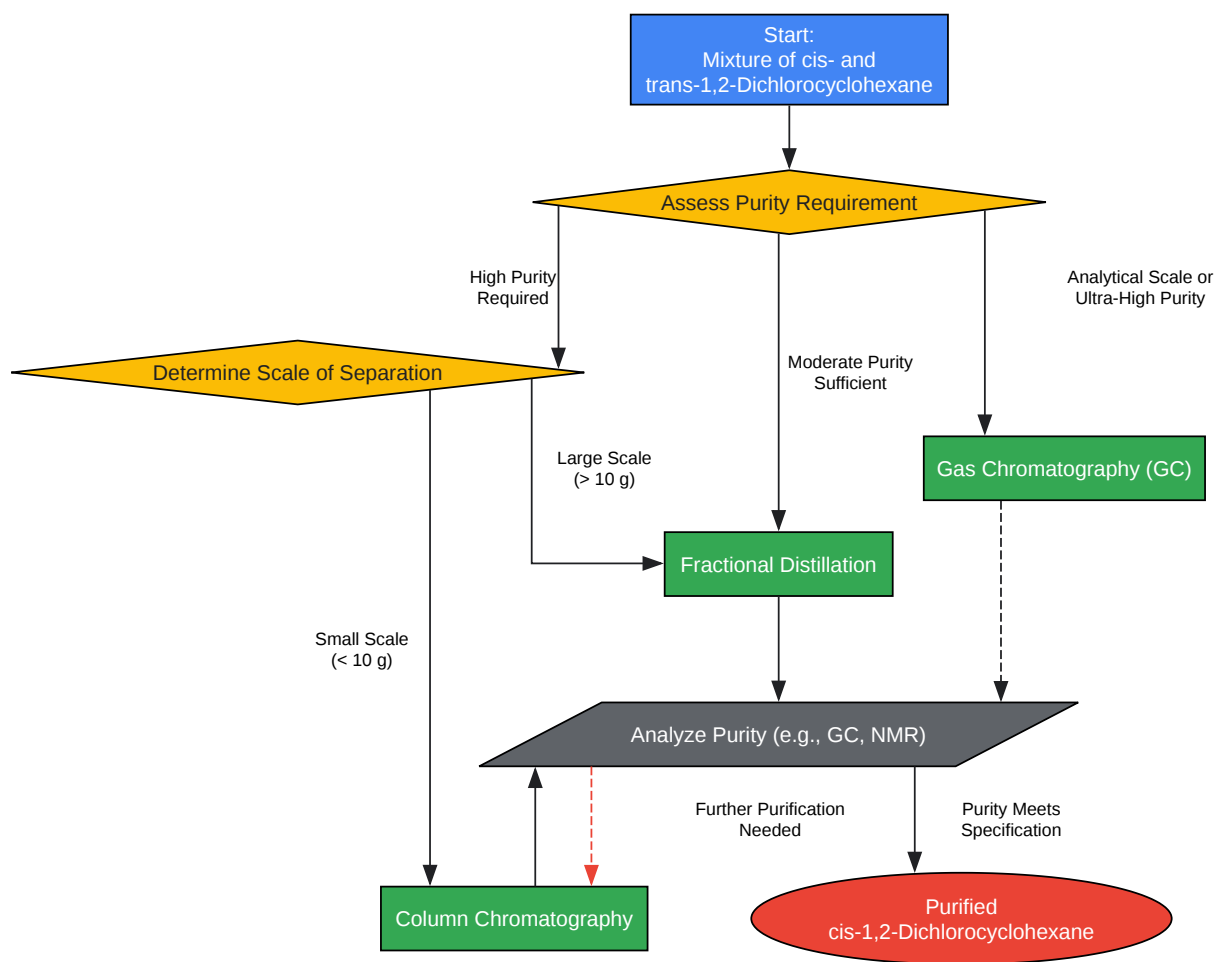 Start:
Mixture of cis- and
trans-1,2-Dichlorocyclohexane
Assess Purity Requirement
High Purity
Required
Analytical Scale or
Ultra-High Purity
Moderate Purity
Sufficient
Determine Scale of Separation
Large Scale
(> 10 g)
Gas Chromatography (GC)
Fractional Distillation
Small Scale
(< 10 g)
Analyze Purity (e.g., GC, NMR)
Further Purification
Needed
Purity Meets
Specification
Column Chromatography
Purified
cis-1,2-Dichlorocyclohexane